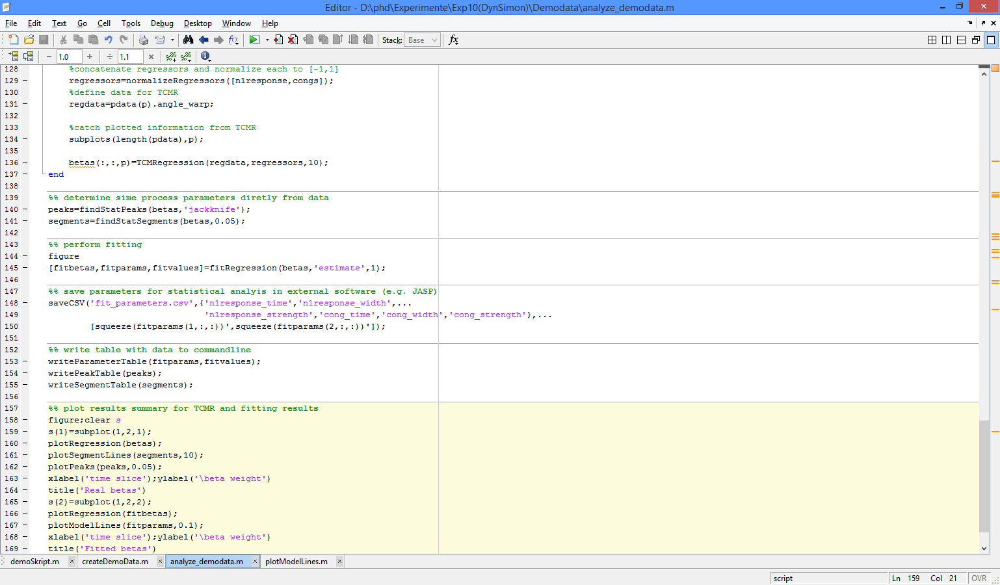 Editor - D:\phd\Experimente\Exp10(DynSimon)\Demodata\analyze_demodata.m
File Edit Text Go Cell Tools Debug Desktop Window Help
Stack: Base fx
− 1.0 + ÷ 1.1 ×
128 %concatenate regressors and normalize each to [-1,1]
129 regressors=normalizeRegressors([n1response,congs]);
130 %define data for TCMR
131 regdata=pdata(p).angle_warp;
132
133 %catch plotted information from TCMR
134 subplots(length(pdata),p);
135
136 betas(:,:,p)=TCMRegression(regdata,regressors,10);
137 end
138
139 %% determine sime process parameters diretly from data
140 peaks=findStatPeaks(betas,'jackknife');
141 segments=findStatSegments(betas,0.05);
142
143 %% perform fitting
144 figure
145 [fitbetas,fitparams,fitvalues]=fitRegression(betas,'estimate',1);
146
147 %% save parameters for statistical analyis in external software (e.g. JASP)
148 saveCSV('fit_parameters.csv',{'n1response_time','n1response_width',...
149 'n1response_strength','cong_time','cong_width','cong_strength'},...
150 [squeeze(fitparams(1,:,:))',squeeze(fitparams(2,:,:))']);
151
152 %% write table with data to commandline
153 writeParameterTable(fitparams,fitvalues);
154 writePeakTable(peaks);
155 writeSegmentTable(segments);
156
157 %% plot results summary for TCMR and fitting results
158 figure;clear s
159 s(1)=subplot(1,2,1);
160 plotRegression(betas);
161 plotSegmentLines(segments,10);
162 plotPeaks(peaks,0.05);
163 xlabel('time slice');ylabel('\beta weight')
164 title('Real betas')
165 s(2)=subplot(1,2,2);
166 plotRegression(fitbetas);
167 plotModelLines(fitparams,0.1);
168 xlabel('time slice');ylabel('\beta weight')
169 title('Fitted betas')
demoSkript.m × createDemoData.m × analyze_demodata.m × plotModelLines.m ×
script Ln 159 Col 21 OVR